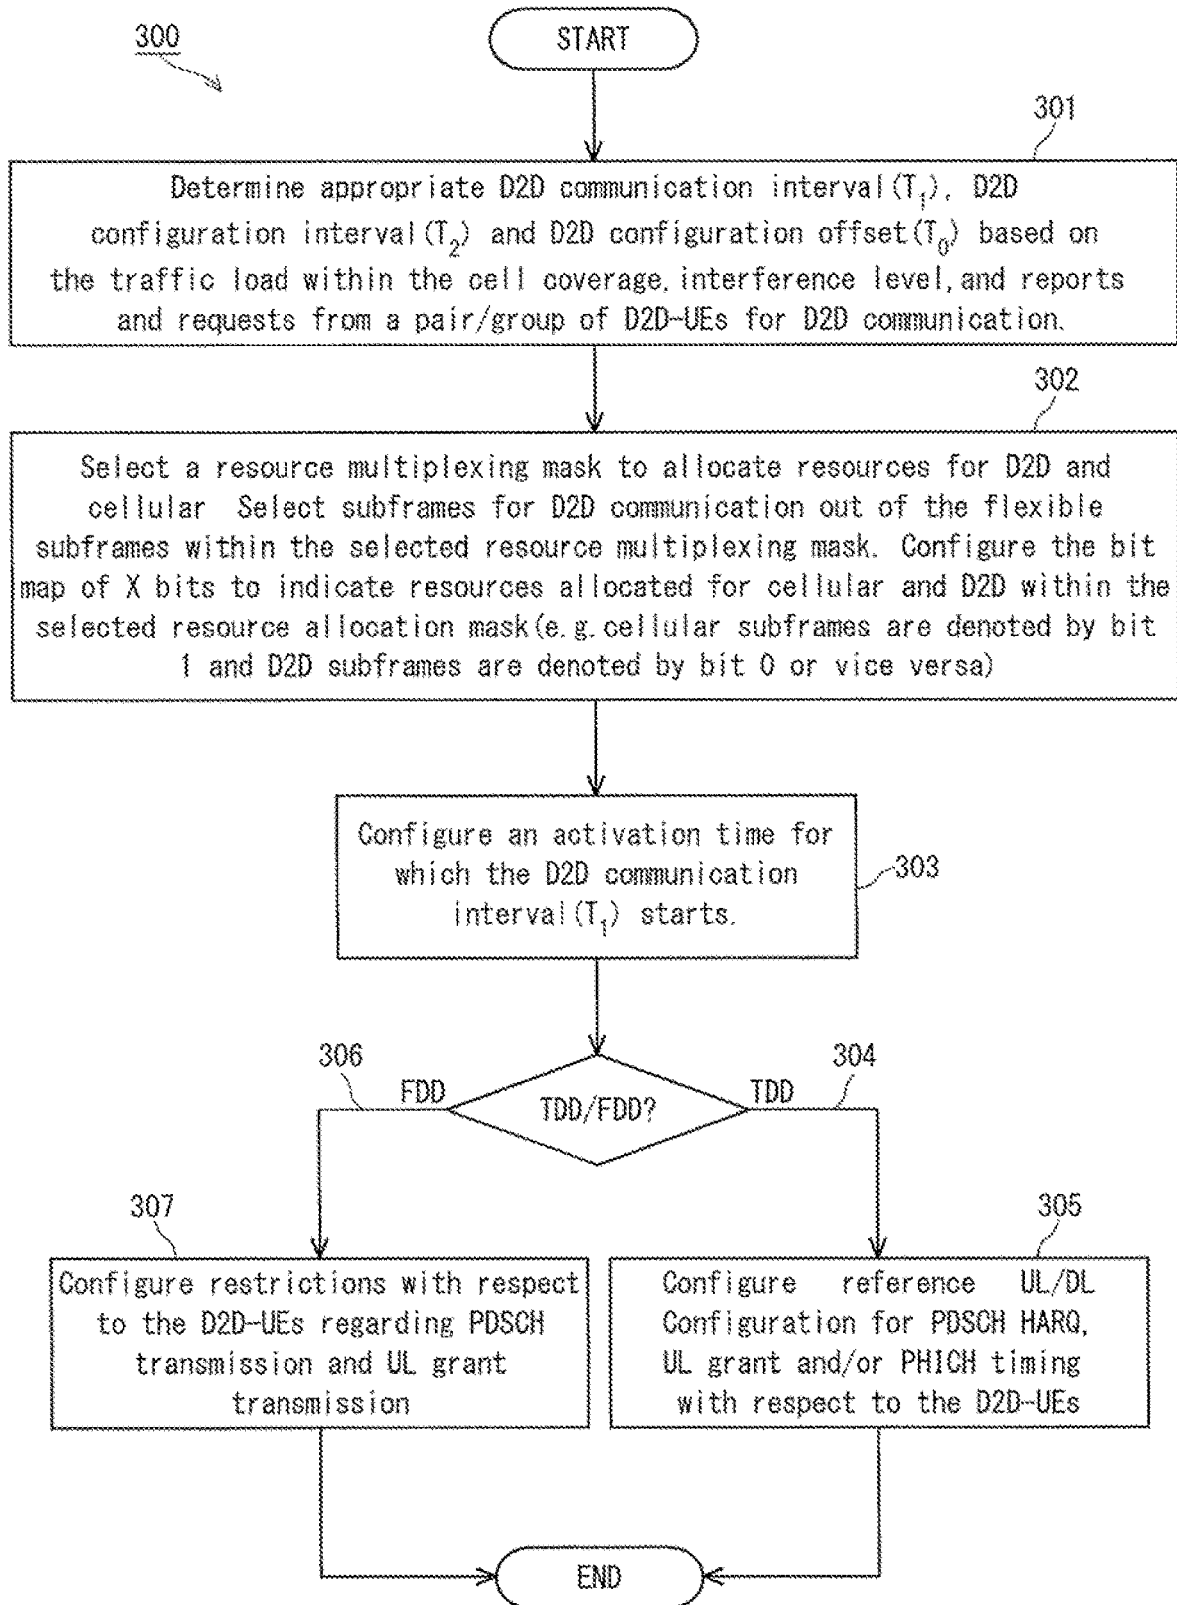 300
START
301
Determine appropriate D2D communication interval(T1), D2D
configuration interval(T2) and D2D configuration offset(T0) based on
the traffic load within the cell coverage, interference level, and reports
and requests from a pair/group of D2D-UEs for D2D communication.
302
Select a resource multiplexing mask to allocate resources for D2D and
cellular Select subframes for D2D communication out of the flexible
subframes within the selected resource multiplexing mask. Configure the bit
map of X bits to indicate resources allocated for cellular and D2D within the
selected resource allocation mask(e.g. cellular subframes are denoted by bit
1 and D2D subframes are denoted by bit 0 or vice versa)
Configure an activation time for
which the D2D communication
interval(T1) starts.
303
306
304
FDD
TDD/FDD?
TDD
307
Configure restrictions with respect
to the D2D-UEs regarding PDSCH
transmission and UL grant
transmission
305
Configure reference UL/DL
Configuration for PDSCH HARQ,
UL grant and/or PHICH timing
with respect to the D2D-UEs
END